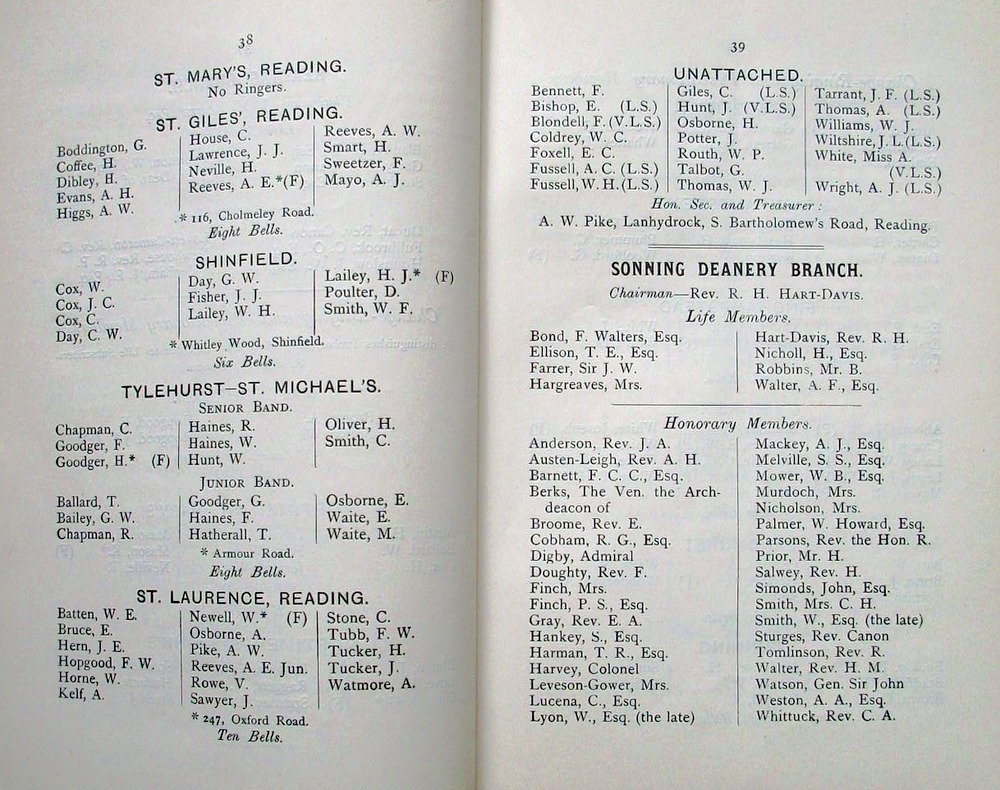 38
ST. MARY'S, READING.
No Ringers.
ST. GILES', READING.
Boddington, G.
Coffee, H.
Dibley, H.
Evans, A. H.
Higgs, A. W.
House, C.
Lawrence, J. J.
Neville, H.
Reeves, A. E.*(F)
Reeves, A. W.
Smart, H.
Sweetzer, F.
Mayo, A. J.
* 116, Cholmeley Road.
Eight Bells.
SHINFIELD.
Cox, W.
Cox, J. C.
Cox, C.
Day, C. W.
Day, G. W.
Fisher, J. J.
Lailey, W. H.
Lailey, H. J.* (F)
Poulter, D.
Smith, W. F.
* Whitley Wood, Shinfield.
Six Bells.
TYLEHURST—ST. MICHAEL'S.
SENIOR BAND.
Chapman, C.
Goodger, F.
Goodger, H.* (F)
Haines, R.
Haines, W.
Hunt, W.
Oliver, H.
Smith, C.
JUNIOR BAND.
Ballard, T.
Bailey, G. W.
Chapman, R.
Goodger, G.
Haines, F.
Hatherall, T.
Osborne, E.
Waite, E.
Waite, M.
* Armour Road.
Eight Bells.
ST. LAURENCE, READING.
Batten, W. E.
Bruce, E.
Hern, J. E.
Hopgood, F. W.
Horne, W.
Kelf, A.
Newell, W.* (F)
Osborne, A.
Pike, A. W.
Reeves, A. E. Jun.
Rowe, V.
Sawyer, J.
Stone, C.
Tubb, F. W.
Tucker, H.
Tucker, J.
Watmore, A.
* 247, Oxford Road.
Ten Bells.
39
UNATTACHED.
Bennett, F.
Bishop, E. (L.S.)
Blondell, F. (V.L.S.)
Coldrey, W. C.
Foxell, E. C.
Fussell, A. C. (L.S.)
Fussell, W. H. (L.S.)
Giles, C. (L.S.)
Hunt, J. (V.L.S.)
Osborne, H.
Potter, J.
Routh, W. P.
Talbot, G.
Thomas, W. J.
Tarrant, J. F. (L.S.)
Thomas, A. (L.S.)
Williams, W. J.
Wiltshire, J. L. (L.S.)
White, Miss A.
(V.L.S.)
Wright, A. J. (L.S.)
Hon. Sec. and Treasurer :
A. W. Pike, Lanhydrock, S. Bartholomew's Road, Reading.
SONNING DEANERY BRANCH.
Chairman—Rev. R. H. HART-DAVIS.
Life Members.
Bond, F. Walters, Esq.
Ellison, T. E., Esq.
Farrer, Sir J. W.
Hargreaves, Mrs.
Hart-Davis, Rev. R. H.
Nicholl, H., Esq.
Robbins, Mr. B.
Walter, A. F., Esq.
Honorary Members.
Anderson, Rev. J. A.
Austen-Leigh, Rev. A. H.
Barnett, F. C. C., Esq.
Berks, The Ven. the Arch-
deacon of
Broome, Rev. E.
Cobham, R. G., Esq.
Digby, Admiral
Doughty, Rev. F.
Finch, Mrs.
Finch, P. S., Esq.
Gray, Rev. E. A.
Hankey, S., Esq.
Harman, T. R., Esq.
Harvey, Colonel
Leveson-Gower, Mrs.
Lucena, C., Esq.
Lyon, W., Esq. (the late)
Mackey, A. J., Esq.
Melville, S. S., Esq.
Mower, W. B., Esq.
Murdoch, Mrs.
Nicholson, Mrs.
Palmer, W. Howard, Esq.
Parsons, Rev. the Hon. R.
Prior, Mr. H.
Salwey, Rev. H.
Simonds, John, Esq.
Smith, Mrs. C. H.
Smith, W., Esq. (the late)
Sturges, Rev. Canon
Tomlinson, Rev. R.
Walter, Rev. H. M.
Watson, Gen. Sir John
Weston, A. A., Esq.
Whittuck, Rev. C. A.